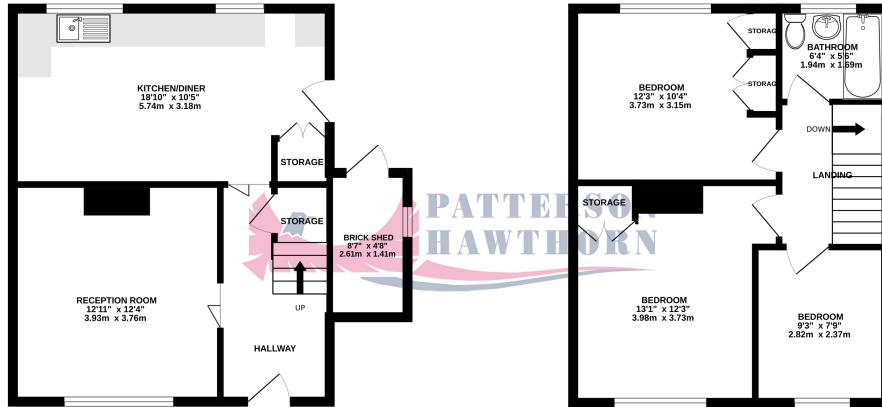 KITCHEN/DINER
18'10" x 10'5"
5.74m x 3.18m
STORAGE
STORAGE
BRICK SHED
8'7" x 4'8"
2.61m x 1.41m
RECEPTION ROOM
12'11" x 12'4"
3.93m x 3.76m
UP
HALLWAY
PATTERSON
HAWTHORN
BEDROOM
12'3" x 10'4"
3.73m x 3.15m
STORAG
STORAG
BATHROOM
6'4" x 5'6"
1.94m x 1.69m
DOWN
LANDING
STORAGE
BEDROOM
13'1" x 12'3"
3.98m x 3.73m
BEDROOM
9'3" x 7'9"
2.82m x 2.37m